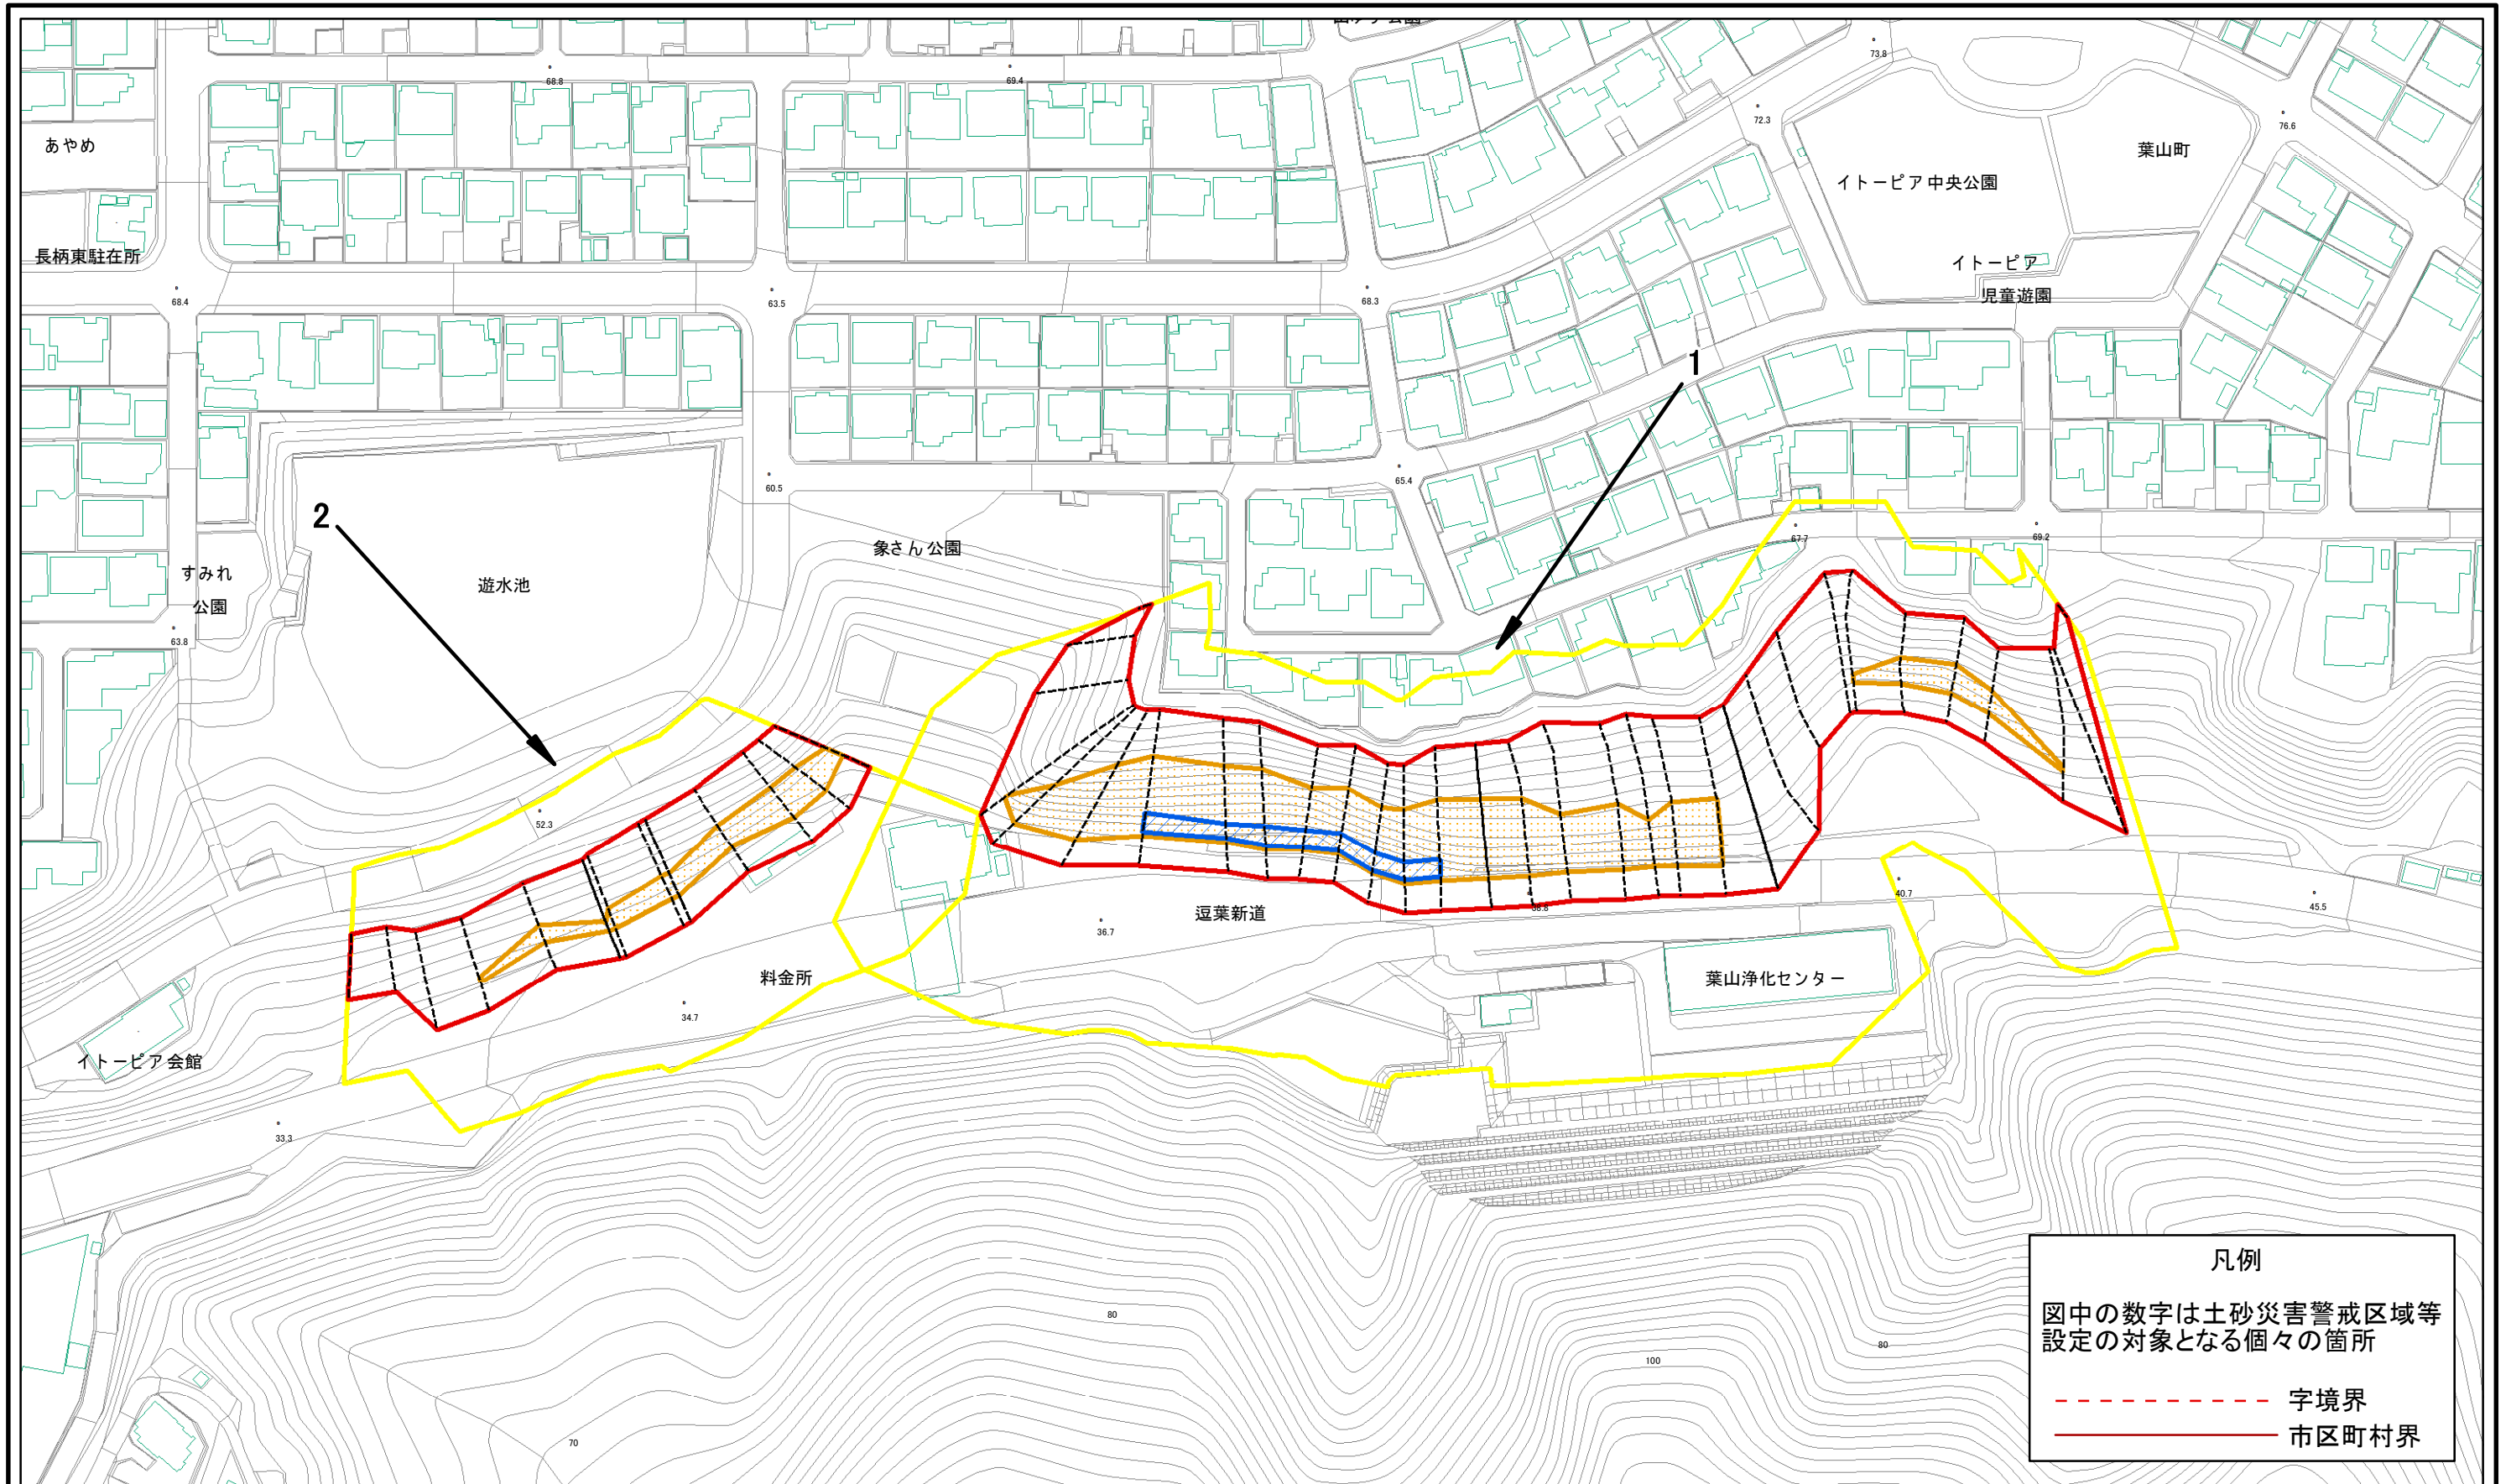 68.8
69.4
73.8
72.3
76.6
あやめ
葉山町
イトーピア中央公園
長柄東駐在所
イトーピア
児童遊園
68.4
63.5
68.3
1
65.4
60.5
2
象さん公園
67.7
69.2
すみれ
公園
遊水池
63.8
52.3
40.7
45.5
逗葉新道
36.7
38.8
料金所
葉山浄化センター
34.7
イトーピア会館
33.3
凡例
図中の数字は土砂災害警戒区域等
設定の対象となる個々の箇所
字境界
市区町村界
80
80
100
70